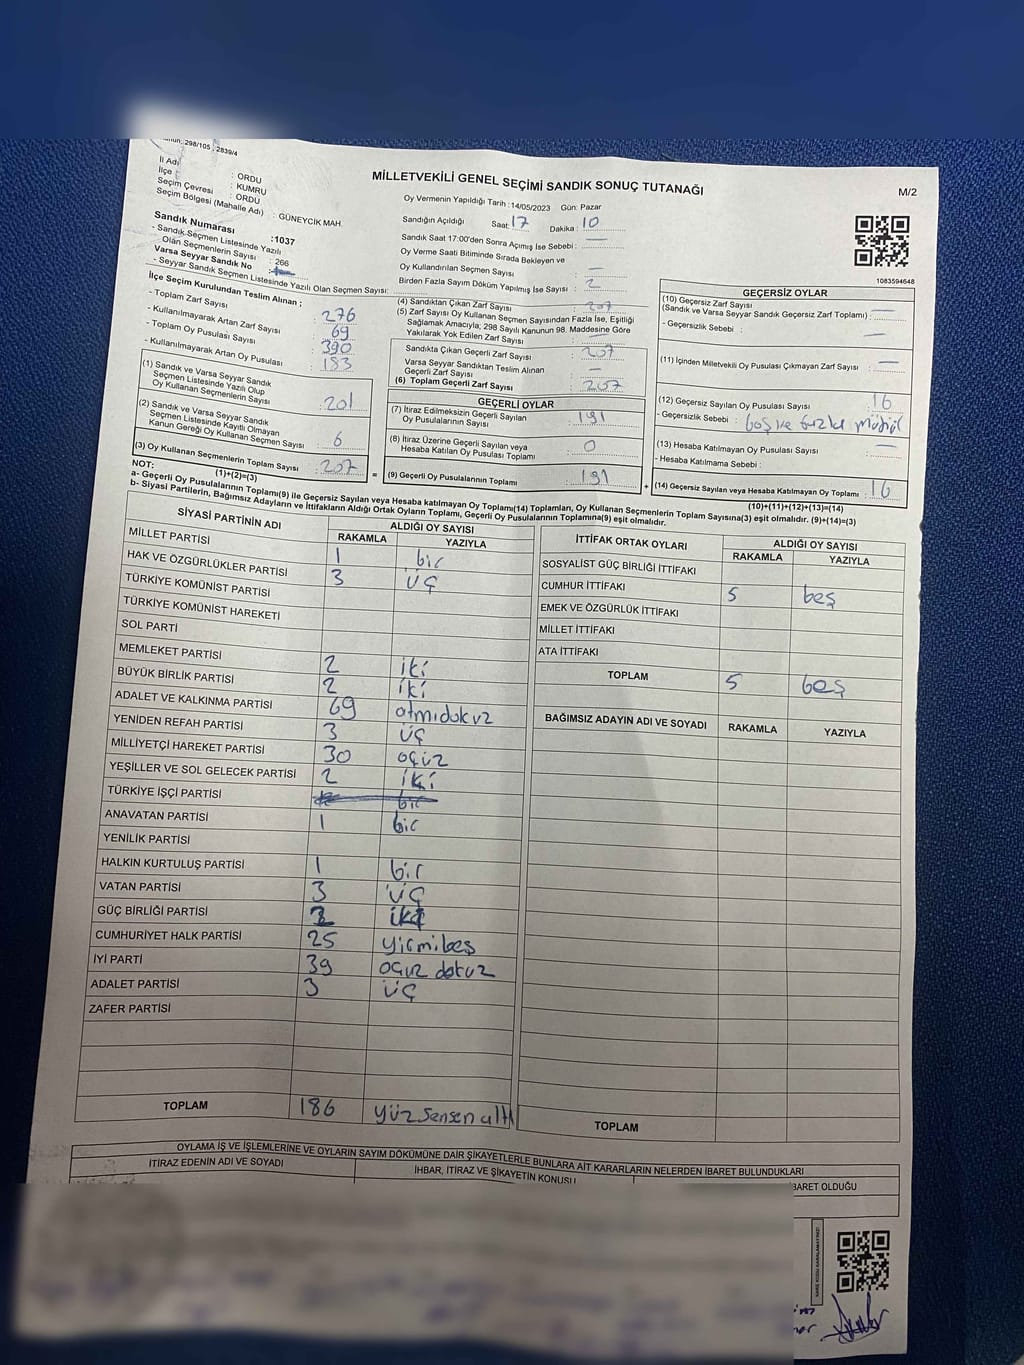 298/105 , 2839/4
İl Adı : ORDU
İlçe : KUMRU
Seçim Çevresi : ORDU
Seçim Bölgesi (Mahalle Adı) : GÜNEYCİK MAH.
Sandık Numarası :1037
- Sandık Seçmen Listesinde Yazılı
Olan Seçmenlerin Sayısı : 266
Varsa Seyyar Sandık No :
- Seyyar Sandık Seçmen Listesinde Yazılı Olan Seçmen Sayısı:
MİLLETVEKİLİ GENEL SEÇİMİ SANDIK SONUÇ TUTANAĞI
M/2
Oy Vermenin Yapıldığı Tarih :14/05/2023 Gün: Pazar
Sandığın Açıldığı Saat: 17 Dakika : 10
Sandık Saat 17:00'den Sonra Açımış İse Sebebi : —
Oy Verme Saati Bitiminde Sırada Bekleyen ve
Oy Kullandırılan Seçmen Sayısı : —
Birden Fazla Sayım Döküm Yapılmış İse Sayısı : 2
1083594648
İlçe Seçim Kurulundan Teslim Alınan ;
- Toplam Zarf Sayısı : 276
- Kullanılmayarak Artan Zarf Sayısı : 69
- Toplam Oy Pusulası Sayısı : 390
- Kullanılmayarak Artan Oy Pusulası : 183
(1) Sandık ve Varsa Seyyar Sandık
Seçmen Listesinde Yazılı Olup
Oy Kullanan Seçmenlerin Sayısı : 201
(2) Sandık ve Varsa Seyyar Sandık
Seçmen Listesinde Kayıtlı Olmayan
Kanun Gereği Oy Kullanan Seçmen Sayısı : 6
(3) Oy Kullanan Seçmenlerin Toplam Sayısı : 207
(1)+(2)=(3)
(4) Sandıktan Çıkan Zarf Sayısı : 207
(5) Zarf Sayısı Oy Kullanan Seçmen Sayısından Fazla İse, Eşitliği
Sağlamak Amacıyla; 298 Sayılı Kanunun 98. Maddesine Göre
Yakılarak Yok Edilen Zarf Sayısı :
Sandıkta Çıkan Geçerli Zarf Sayısı : 207
Varsa Seyyar Sandıktan Teslim Alınan
Geçerli Zarf Sayısı : —
(6) Toplam Geçerli Zarf Sayısı : 207
GEÇERLİ OYLAR
(7) İtiraz Edilmeksizin Geçerli Sayılan
Oy Pusulalarının Sayısı : 191
(8) İtiraz Üzerine Geçerli Sayılan veya
Hesaba Katılan Oy Pusulası Toplamı : 0
= (9) Geçerli Oy Pusulalarının Toplamı : 191 +
GEÇERSİZ OYLAR
(10) Geçersiz Zarf Sayısı
(Sandık ve Varsa Seyyar Sandık Geçersiz Zarf Toplamı) : —
- Geçersizlik Sebebi : —
(11) İçinden Milletvekili Oy Pusulası Çıkmayan Zarf Sayısı : —
(12) Geçersiz Sayılan Oy Pusulası Sayısı : 16
- Geçersizlik Sebebi : boş ve fazla mühür
(13) Hesaba Katılmayan Oy Pusulası Sayısı : —
- Hesaba Katılmama Sebebi :
(14) Geçersiz Sayılan veya Hesaba Katılmayan Oy Toplamı : 16
(10)+(11)+(12)+(13)=(14)
NOT:
a- Geçerli Oy Pusulalarının Toplamı(9) ile Geçersiz Sayılan veya Hesaba katılmayan Oy Toplamı(14) Toplamları, Oy Kullanan Seçmenlerin Toplam Sayısına(3) eşit olmalıdır. (9)+(14)=(3)
b- Siyasi Partilerin, Bağımsız Adayların ve İttifakların Aldığı Ortak Oyların Toplamı, Geçerli Oy Pusulalarının Toplamına(9) eşit olmalıdır.
SİYASİ PARTİNİN ADI ALDIĞI OY SAYISI
RAKAMLA YAZIYLA
MİLLET PARTİSİ 1 bir
HAK VE ÖZGÜRLÜKLER PARTİSİ 3 üç
TÜRKİYE KOMÜNİST PARTİSİ
TÜRKİYE KOMÜNİST HAREKETİ
SOL PARTİ
MEMLEKET PARTİSİ 2 iki
BÜYÜK BİRLİK PARTİSİ 2 iki
ADALET VE KALKINMA PARTİSİ 69 atmıdokuz
YENİDEN REFAH PARTİSİ 3 üç
MİLLİYETÇİ HAREKET PARTİSİ 30 oçüz
YEŞİLLER VE SOL GELECEK PARTİSİ 2 iki
TÜRKİYE İŞÇİ PARTİSİ bir
ANAVATAN PARTİSİ 1 bir
YENİLİK PARTİSİ
HALKIN KURTULUŞ PARTİSİ 1 bir
VATAN PARTİSİ 3 üç
GÜÇ BİRLİĞİ PARTİSİ 2 iki
CUMHURİYET HALK PARTİSİ 25 yirmibeş
İYİ PARTİ 39 oçuz dokuz
ADALET PARTİSİ 3 üç
ZAFER PARTİSİ
TOPLAM 186 yüz sensen altı
İTTİFAK ORTAK OYLARI ALDIĞI OY SAYISI
RAKAMLA YAZIYLA
SOSYALİST GÜÇ BİRLİĞİ İTTİFAKI
CUMHUR İTTİFAKI 5 beş
EMEK VE ÖZGÜRLÜK İTTİFAKI
MİLLET İTTİFAKI
ATA İTTİFAKI
TOPLAM 5 beş
BAĞIMSIZ ADAYIN ADI VE SOYADI RAKAMLA YAZIYLA
TOPLAM
OYLAMA İŞ VE İŞLEMLERİNE VE OYLARIN SAYIM DÖKÜMÜNE DAİR ŞİKAYETLERLE BUNLARA AİT KARARLARIN NELERDEN İBARET BULUNDUKLARI
İTİRAZ EDENİN ADI VE SOYADI İHBAR, İTİRAZ VE ŞİKAYETİN KONUSU BARET OLDUĞU